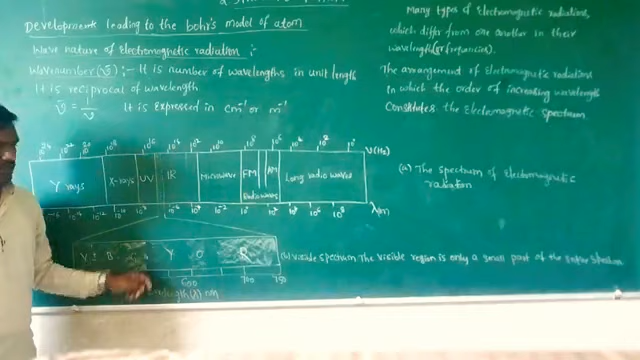 Developments leading to the bohr's model of atom
Wave nature of Electromagnetic radiation :-
Wavenumber (ν̄) :- It is number of wavelengths in unit length
It is reciprocal of wavelength
It is expressed in cm⁻¹ or m⁻¹
Many types of Electromagnetic radiations,
which differ from one another in their
wavelength (or frequencies).
The arrangement of Electromagnetic radiations
in which the order of increasing wavelength
Constitutes the Electromagnetic spectrum
ν(Hz)
γ rays
X-rays
UV
IR
Microwave
FM
AM
Radio waves
Long radio waves
λ(m)
(a) The spectrum of Electromagnetic
radiation
V
B
Y
O
R
700
750
(b) visible spectrum The visible region is only a small part of the entire spectrum
(λ) nm